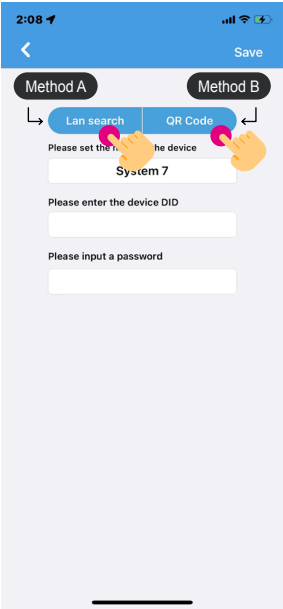 2:08
Save
Method A
Method B
Lan search
QR Code
Please set the n the device
System 7
Please enter the device DID
Please input a password